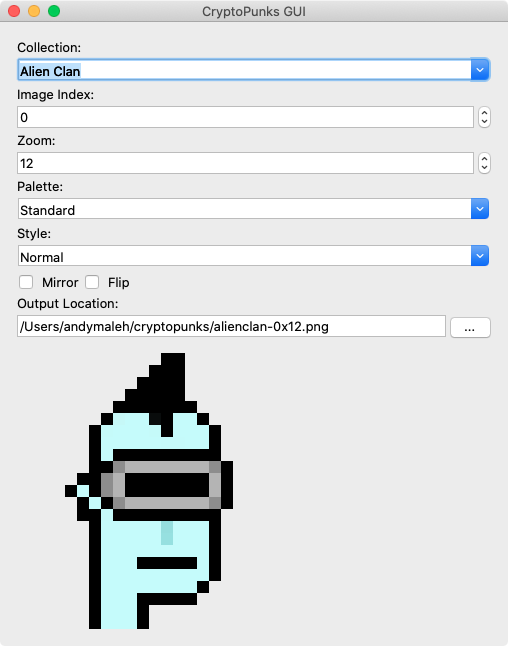 CryptoPunks GUI
Collection:
Alien Clan
Image Index:
0
Zoom:
12
Palette:
Standard
Style:
Normal
Mirror Flip
Output Location:
/Users/andymaleh/cryptopunks/alienclan-0x12.png
...